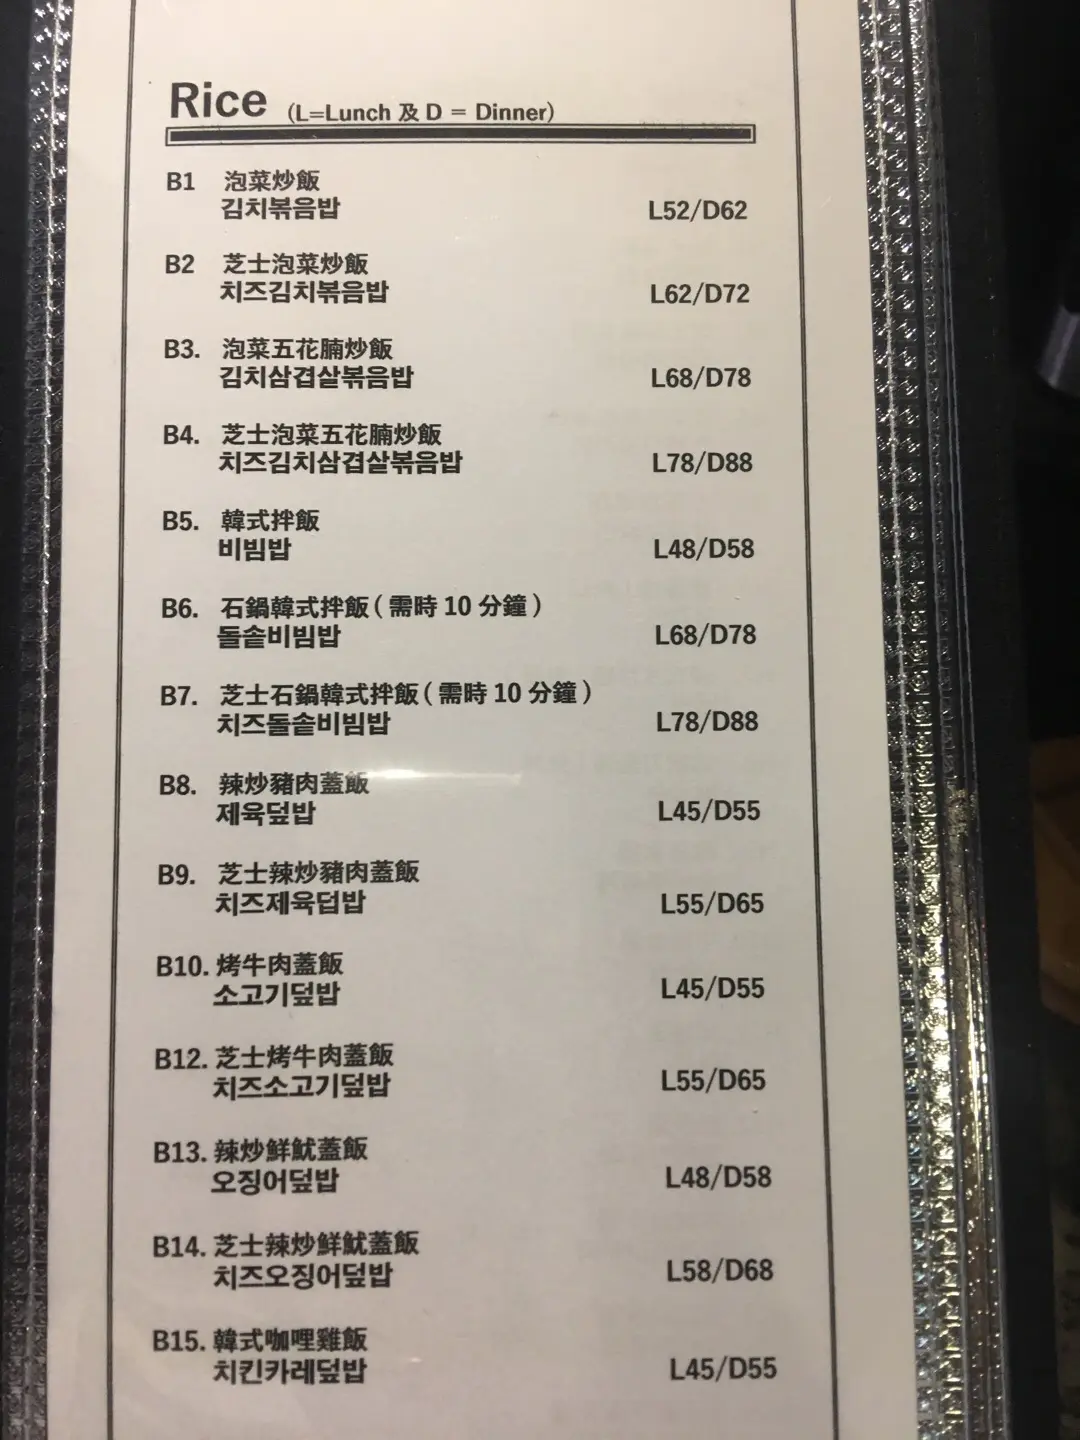 Rice (L=Lunch 及 D = Dinner)
B1 泡菜炒飯
김치볶음밥 L52/D62
B2 芝士泡菜炒飯
치즈김치볶음밥 L62/D72
B3. 泡菜五花腩炒飯
김치삼겹살볶음밥 L68/D78
B4. 芝士泡菜五花腩炒飯
치즈김치삼겹살볶음밥 L78/D88
B5. 韓式拌飯
비빔밥 L48/D58
B6. 石鍋韓式拌飯 ( 需時 10 分鐘 )
돌솥비빔밥 L68/D78
B7. 芝士石鍋韓式拌飯 ( 需時 10 分鐘 )
치즈돌솥비빔밥 L78/D88
B8. 辣炒豬肉蓋飯
제육덮밥 L45/D55
B9. 芝士辣炒豬肉蓋飯
치즈제육덥밥 L55/D65
B10. 烤牛肉蓋飯
소고기덮밥 L45/D55
B12. 芝士烤牛肉蓋飯
치즈소고기덮밥 L55/D65
B13. 辣炒鮮魷蓋飯
오징어덮밥 L48/D58
B14. 芝士辣炒鮮魷蓋飯
치즈오징어덮밥 L58/D68
B15. 韓式咖哩雞飯
치킨카레덮밥 L45/D55